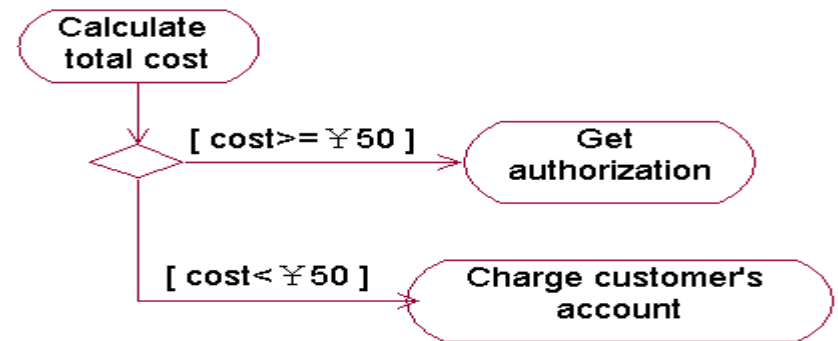 Calculate
total cost
[ cost>= ¥50 ]
Get
authorization
[ cost< ¥50 ]
Charge customer's
account